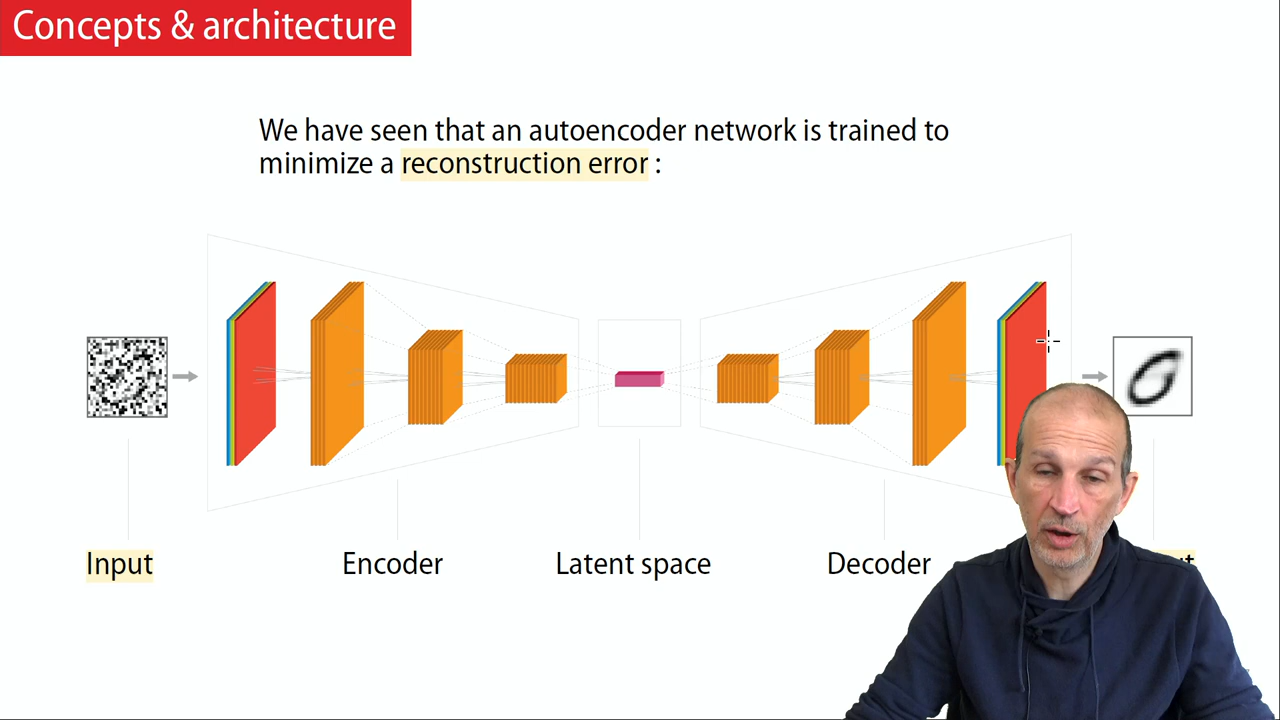 Concepts & architecture
We have seen that an autoencoder network is trained to
minimize a reconstruction error :
Input
Encoder
Latent space
Decoder